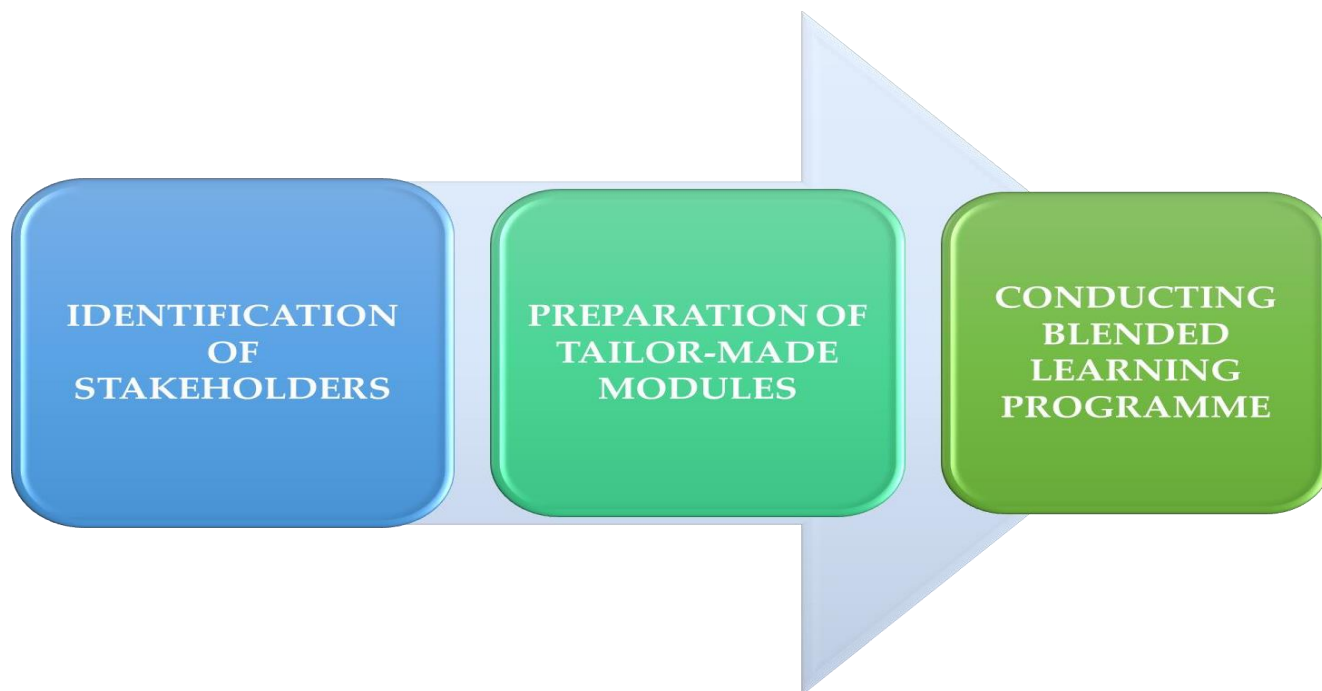 IDENTIFICATION
OF
STAKEHOLDERS
PREPARATION OF
TAILOR-MADE
MODULES
CONDUCTING
BLENDED
LEARNING
PROGRAMME